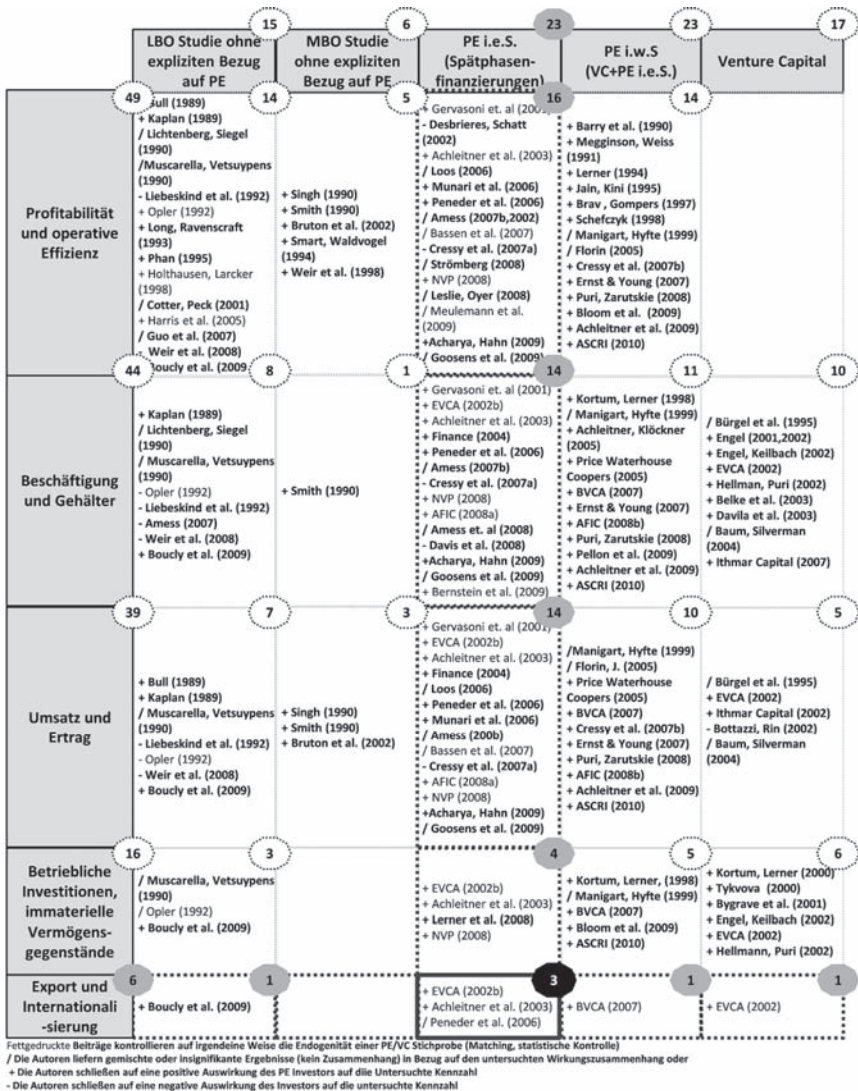 15
6
23
23
17
LBO Studie ohne
expliziten Bezug
auf PE
MBO Studie
ohne expliziten
Bezug auf PE
PE i.e.S.
(Spätphasen-
finanzierungen)
PE i.w.S
(VC+PE i.e.S.)
Venture Capital
49
14
5
16
14
Profitabilität
und operative
Effizienz
+ Bull (1989)
+ Kaplan (1989)
/ Lichtenberg, Siegel
(1990)
/Muscarella, Vetsuypens
(1990)
- Liebeskind et al. (1992)
+ Opler (1992)
+ Long, Ravenscraft
(1993)
+ Phan (1995)
+ Holthausen, Larcker
(1998)
/ Cotter, Peck (2001)
+ Harris et al. (2005)
/ Guo et al. (2007)
- Weir et al. (2008)
+ Boucly et al. (2009
+ Singh (1990)
+ Smith (1990)
+ Bruton et al. (2002)
+ Smart, Waldvogel
(1994)
+ Weir et al. (1998)
+ Gervasoni et. al (2001)
- Desbrieres, Schatt
(2002)
+ Achleitner et al. (2003)
/ Loos (2006)
+ Munari et al. (2006)
+ Peneder et al. (2006)
/ Amess (2007b,2002)
/ Bassen et al. (2007)
- Cressy et al. (2007a)
/ Strömberg (2008)
+ NVP (2008)
/ Leslie, Oyer (2008)
/ Meulemann et al.
(2009)
+Acharya, Hahn (2009)
/ Goosens et al. (2009)
+ Barry et al. (1990)
+ Megginson, Weiss
(1991)
+ Lerner (1994)
+ Jain, Kini (1995)
+ Brav , Gompers (1997)
+ Schefczyk (1998)
/ Manigart, Hyfte (1999)
/ Florin (2005)
+ Cressy et al. (2007b)
+ Ernst & Young (2007)
+ Puri, Zarutskie (2008)
+ Bloom et al. (2009)
+ Achleitner et al. (2009)
+ ASCRI (2010)
44
8
1
14
11
10
Beschäftigung
und Gehälter
+ Kaplan (1989)
/ Lichtenberg, Siegel
(1990)
/ Muscarella, Vetsuypens
(1990)
- Opler (1992)
- Liebeskind et al. (1992)
- Amess (2007)
- Weir et al. (2008)
+ Boucly et al. (2009)
+ Smith (1990)
+ Gervasoni et al (2001)
+ EVCA (2002b)
+ Achleitner et al. (2003)
+ Finance (2004)
+ Peneder et al. (2006)
/ Amess (2007b)
- Cressy et al. (2007a)
+ NVP (2008)
+ AFIC (2008a)
/ Amess et. al (2008)
- Davis et al. (2008)
+Acharya, Hahn (2009)
/ Goosens et al. (2009)
+ Bernstein et al. (2009)
+ Kortum, Lerner (1998)
/ Manigart, Hyfte (1999)
+ Achleitner, Klöckner
(2005)
+ Price Waterhouse
Coopers (2005)
+ BVCA (2007)
+ Ernst & Young (2007)
+ AFIC (2008b)
+ Puri, Zarutskie (2008)
+ Pellon et al. (2009)
+ Achleitner et al. (2009)
+ ASCRI (2010)
/ Bürgel et al. (1995)
+ Engel (2001,2002)
+ Engel, Keilbach (2002)
+ EVCA (2002)
+ Hellman, Puri (2002)
+ Belke et al. (2003)
+ Davila et al. (2003)
/ Baum, Silverman
(2004)
+ Ithmar Capital (2007)
39
7
3
14
10
5
Umsatz und
Ertrag
+ Bull (1989)
+ Kaplan (1989)
/ Muscarella, Vetsuypens
(1990)
- Liebeskind et al. (1992)
- Opler (1992)
- Weir et al. (2008)
+ Boucly et al. (2009)
+ Singh (1990)
+ Smith (1990)
+ Bruton et al. (2002)
+ Gervasoni et. al (2001)
+ EVCA (2002b)
+ Achleitner et al. (2003)
+ Finance (2004)
/ Loos (2006)
+ Peneder et al. (2006)
+ Munari et al. (2006)
/ Amess (200b)
/ Bassen et al. (2007)
- Cressy et al. (2007a)
+ AFIC (2008a)
+ NVP (2008)
+Acharya, Hahn (2009)
/ Goosens et al. (2009)
/Manigart, Hyfte (1999)
/ Florin, J. (2005)
+ Price Waterhouse
Coopers (2005)
+ BVCA (2007)
+ Cressy et al. (2007b)
+ Ernst & Young (2007)
+ Puri, Zarutskie (2008)
+ AFIC (2008b)
+ Achleitner et al. (2009)
+ ASCRI (2010)
/ Bürgel et al. (1995)
+ EVCA (2002)
+ Ithmar Capital (2002)
- Bottazzi, Rin (2002)
/ Baum, Silverman
(2004)
16
3
4
5
6
Betriebliche
Investitionen,
immaterielle
Vermögens-
gegenstände
/ Muscarella, Vetsuypens
(1990)
/ Opler (1992)
+ Boucly et al. (2009)
+ EVCA (2002b)
+ Achleitner et al. (2003)
+ Lerner et al. (2008)
+ NVP (2008)
+ Kortum, Lerner, (1998)
/ Manigart, Hyfte (1999)
+ BVCA (2007)
+ Bloom et al. (2009)
+ ASCRI (2010)
+ Kortum, Lerner (2000)
+ Tykvova (2000)
+ Bygrave et al. (2001)
+ Engel, Keilbach (2002)
+ EVCA (2002)
+ Hellmann, Puri (2002)
6
1
3
1
1
Export und
Internationali
-sierung
+ Boucly et al. (2009)
+ EVCA (2002b)
+ Achleitner et al. (2003)
/ Peneder et al. (2006)
+ BVCA (2007)
+ EVCA (2002)
Fettgedruckte Beiträge kontrollieren auf irgendeine Weise die Endogenität einer PE/VC Stichprobe (Matching, statistische Kontrolle)
/ Die Autoren liefern gemischte oder insignifikante Ergebnisse (kein Zusammenhang) in Bezug auf den untersuchten Wirkungszusammenhang oder
+ Die Autoren schließen auf eine positive Auswirkung des PE Investors auf diie Untersuchte Kennzahl
- Die Autoren schließen auf eine negative Auswirkung des Investors auf die untersuchte Kennzahl